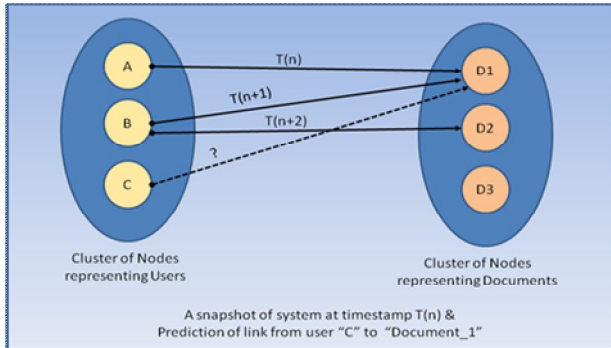 A
T(n)
D1
T(n+1)
B
T(n+2)
D2
?
C
D3
Cluster of Nodes
representing Users
Cluster of Nodes
representing Documents
A snapshot of system at timestamp T(n) &
Prediction of link from user "C" to "Document_1"